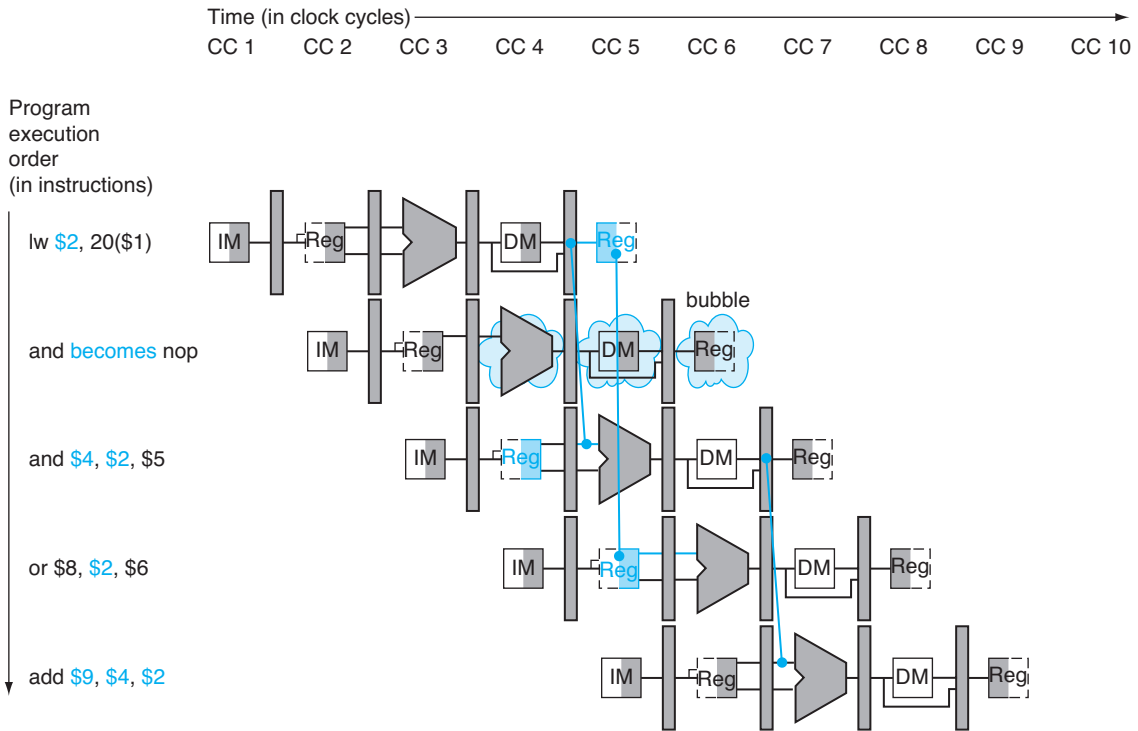 Time (in clock cycles)
CC 1 CC 2 CC 3 CC 4 CC 5 CC 6 CC 7 CC 8 CC 9 CC 10
Program
execution
order
(in instructions)
lw $2, 20($1)
IM Reg DM Reg
bubble
and becomes nop
IM Reg DM Reg
and $4, $2, $5
IM Reg DM Reg
or $8, $2, $6
IM Reg DM Reg
add $9, $4, $2
IM Reg DM Reg